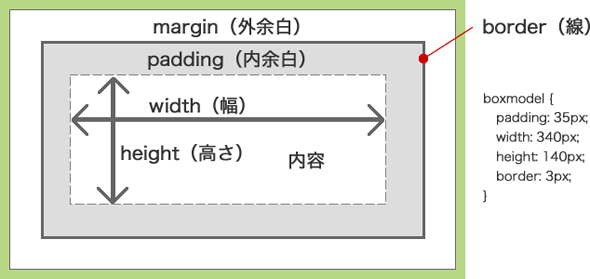 margin（外余白）
border（線）
padding（内余白）
width（幅）
height（高さ）
内容
boxmodel {
padding: 35px;
width: 340px;
height: 140px;
border: 3px;
}